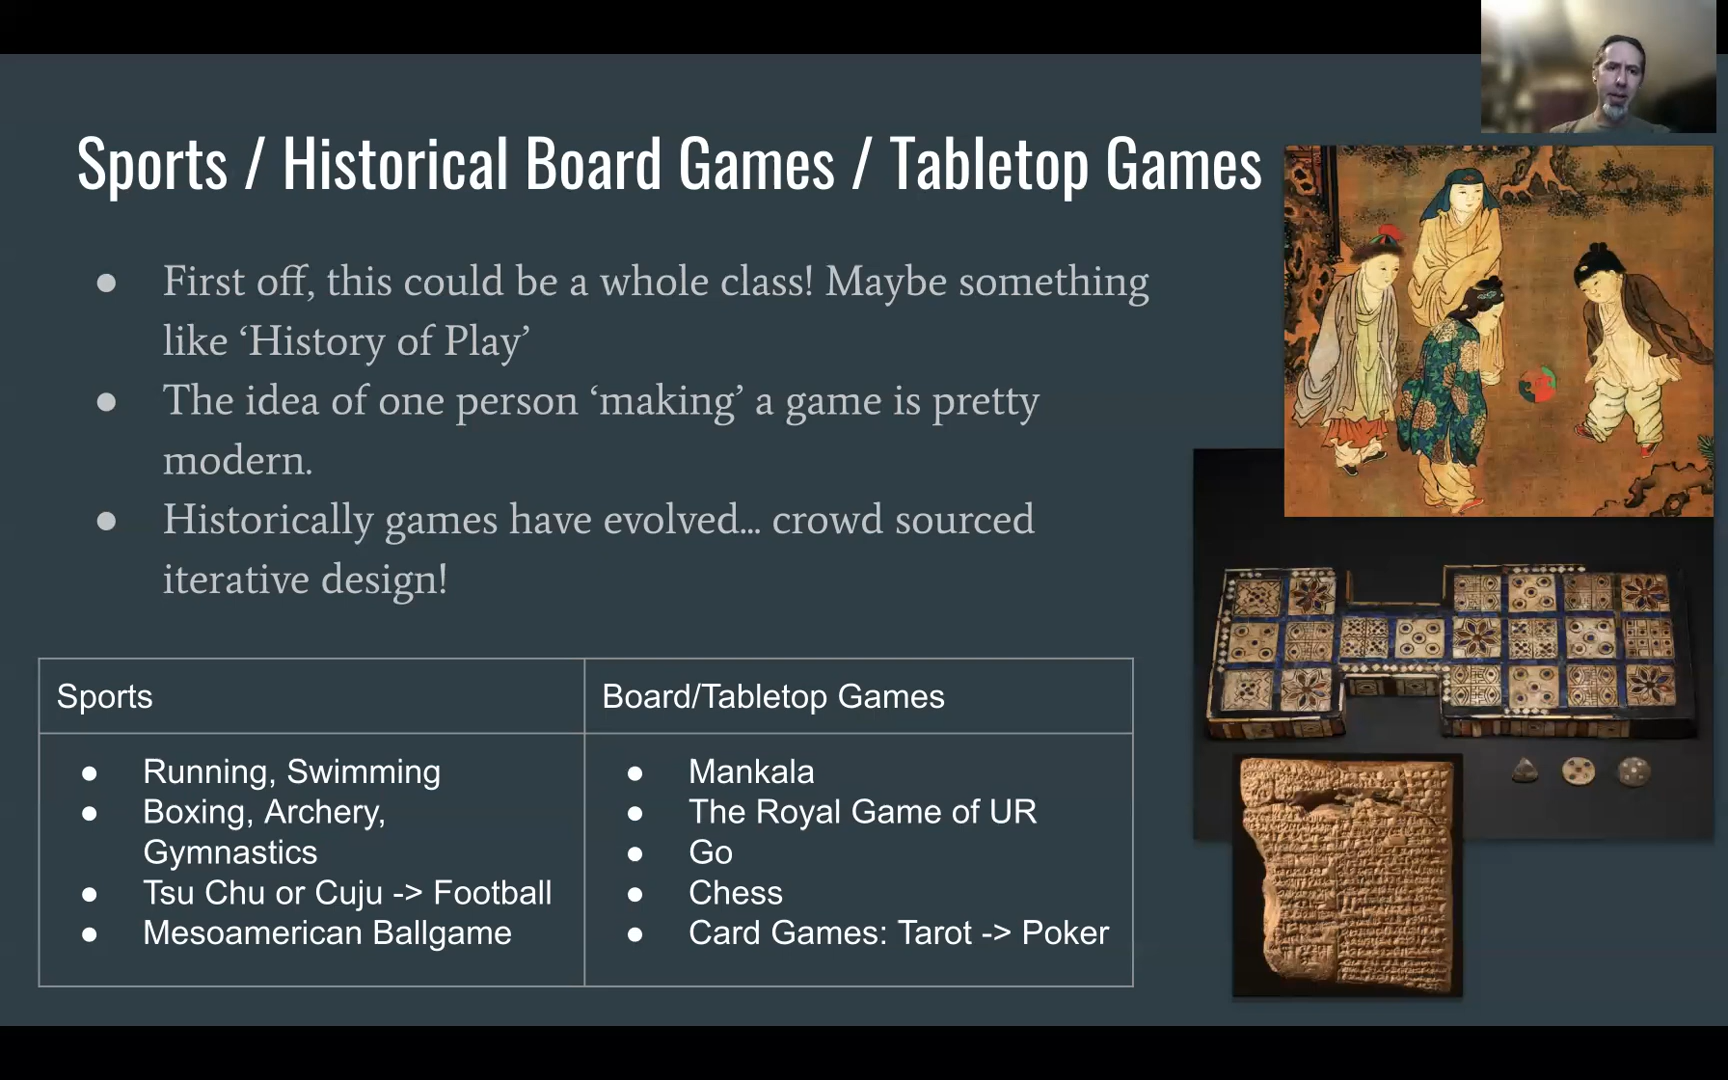 Sports / Historical Board Games / Tabletop Games
● First off, this could be a whole class! Maybe something
like ‘History of Play’
● The idea of one person ‘making’ a game is pretty
modern.
● Historically games have evolved... crowd sourced
iterative design!
Sports
● Running, Swimming
● Boxing, Archery,
Gymnastics
● Tsu Chu or Cuju -> Football
● Mesoamerican Ballgame
Board/Tabletop Games
● Mankala
● The Royal Game of UR
● Go
● Chess
● Card Games: Tarot -> Poker